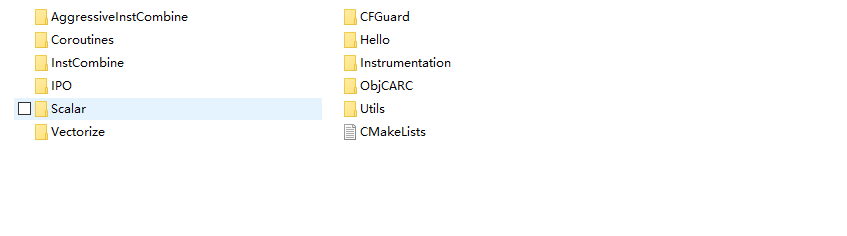 AggressiveInstCombine
CFGuard
Coroutines
Hello
InstCombine
Instrumentation
IPO
ObjCARC
Scalar
Utils
Vectorize
CMakeLists